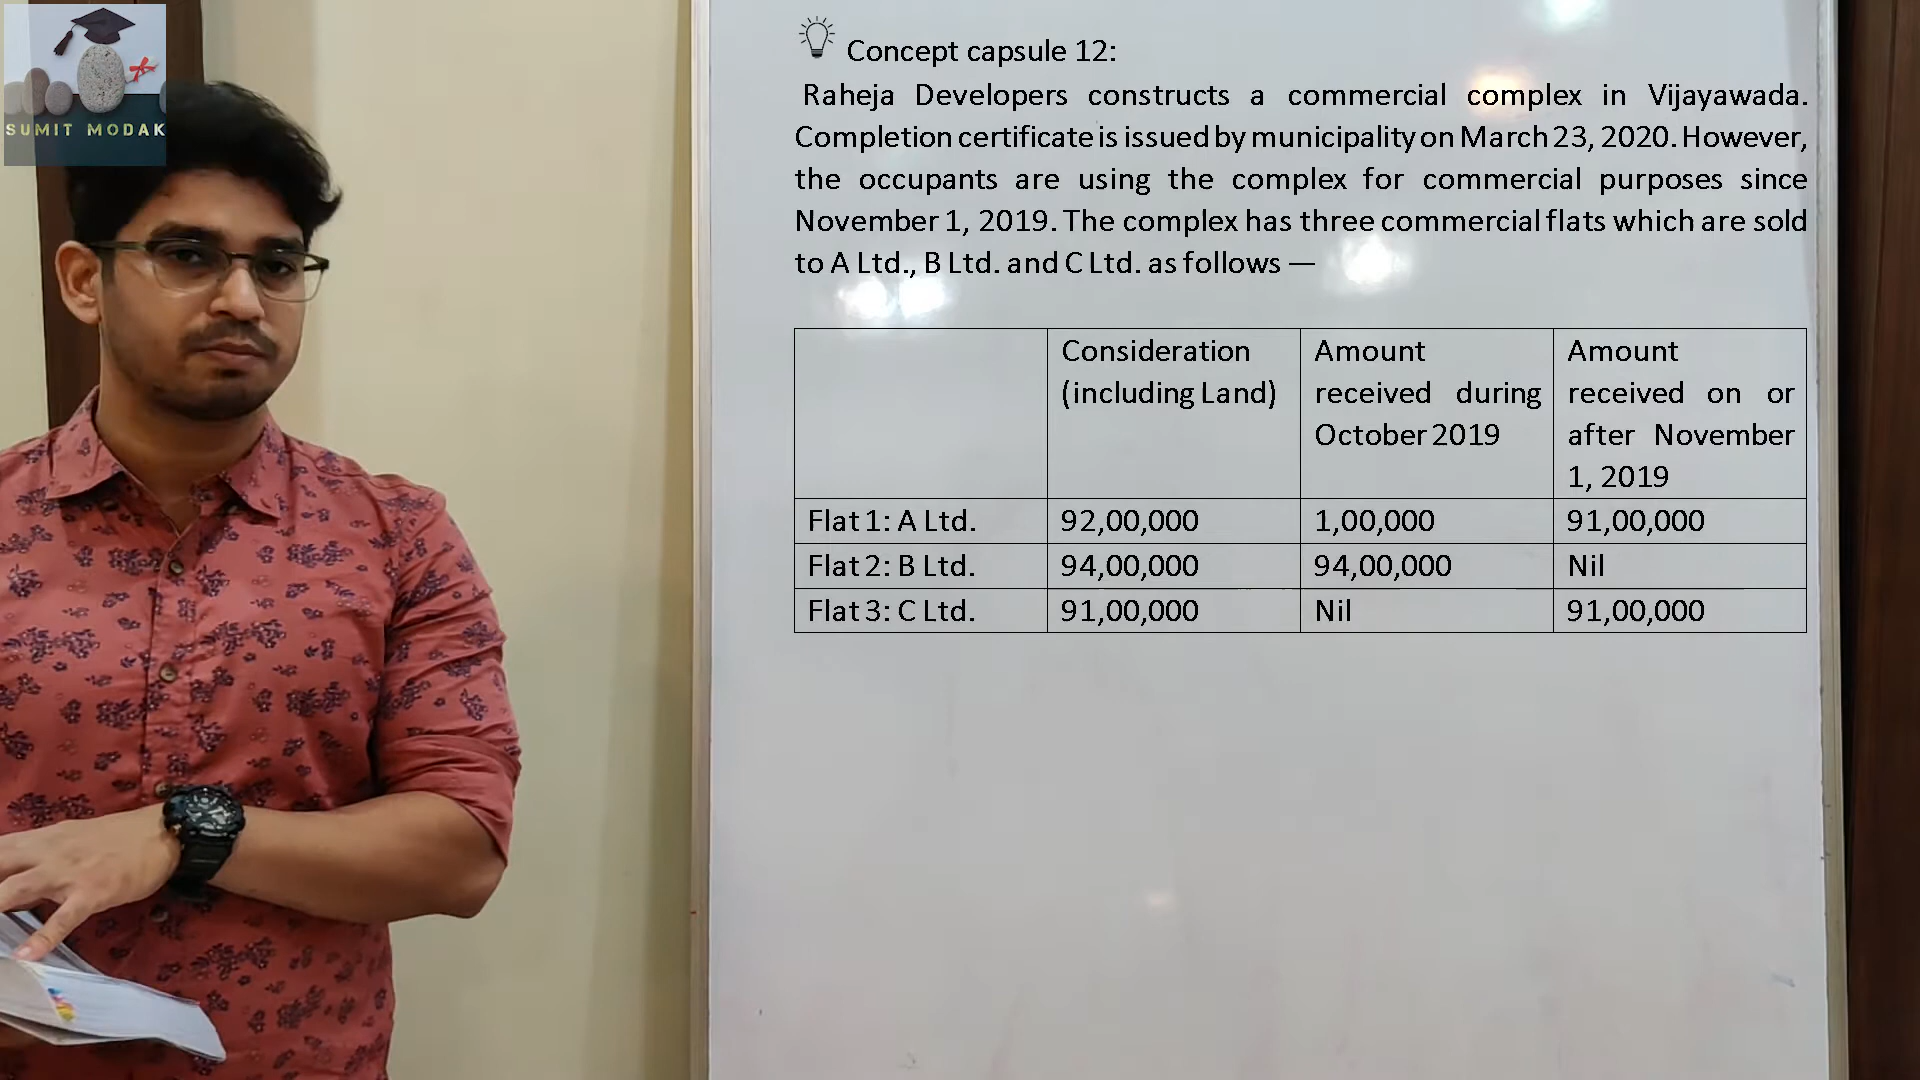 SUMIT MODAK
Concept capsule 12:
Raheja Developers constructs a commercial complex in Vijayawada.
Completion certificate is issued by municipality on March 23, 2020. However,
the occupants are using the complex for commercial purposes since
November 1, 2019. The complex has three commercial flats which are sold
to A Ltd., B Ltd. and C Ltd. as follows —
Consideration (including Land)
Amount received during October 2019
Amount received on or after November 1, 2019
Flat 1: A Ltd. 92,00,000 1,00,000 91,00,000
Flat 2: B Ltd. 94,00,000 94,00,000 Nil
Flat 3: C Ltd. 91,00,000 Nil 91,00,000